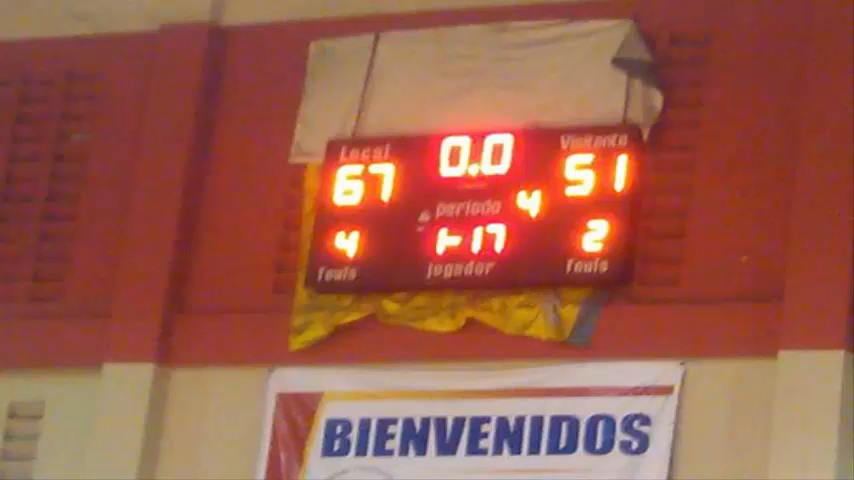 Local 0.0 Visitante
67 51
periodo 4
4 1-17 2
fouls jugador fouls
BIENVENIDOS